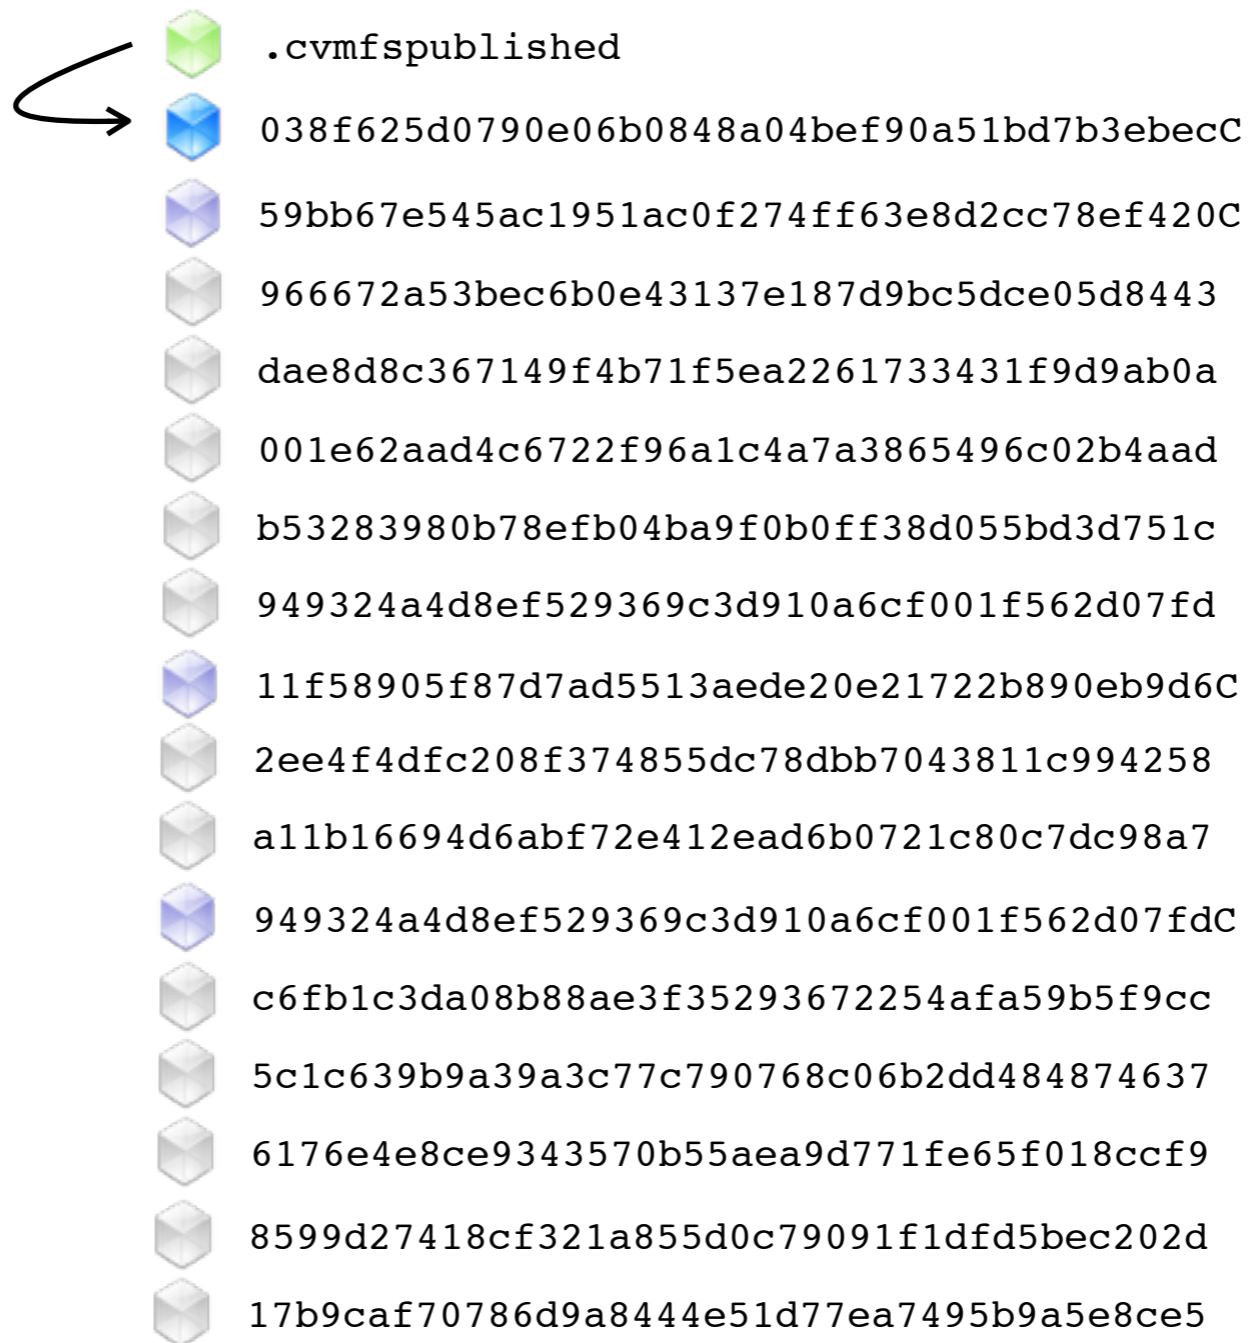 .cvmfspublished
038f625d0790e06b0848a04bef90a51bd7b3ebecC
59bb67e545ac1951ac0f274ff63e8d2cc78ef420C
966672a53bec6b0e43137e187d9bc5dce05d8443
dae8d8c367149f4b71f5ea2261733431f9d9ab0a
001e62aad4c6722f96a1c4a7a3865496c02b4aad
b53283980b78efb04ba9f0b0ff38d055bd3d751c
949324a4d8ef529369c3d910a6cf001f562d07fd
11f58905f87d7ad5513aede20e21722b890eb9d6C
2ee4f4dfc208f374855dc78dbb7043811c994258
a11b16694d6abf72e412ead6b0721c80c7dc98a7
949324a4d8ef529369c3d910a6cf001f562d07fdC
c6fb1c3da08b88ae3f35293672254afa59b5f9cc
5c1c639b9a39a3c77c790768c06b2dd484874637
6176e4e8ce9343570b55aea9d771fe65f018ccf9
8599d27418cf321a855d0c79091f1dfd5bec202d
17b9caf70786d9a8444e51d77ea7495b9a5e8ce5